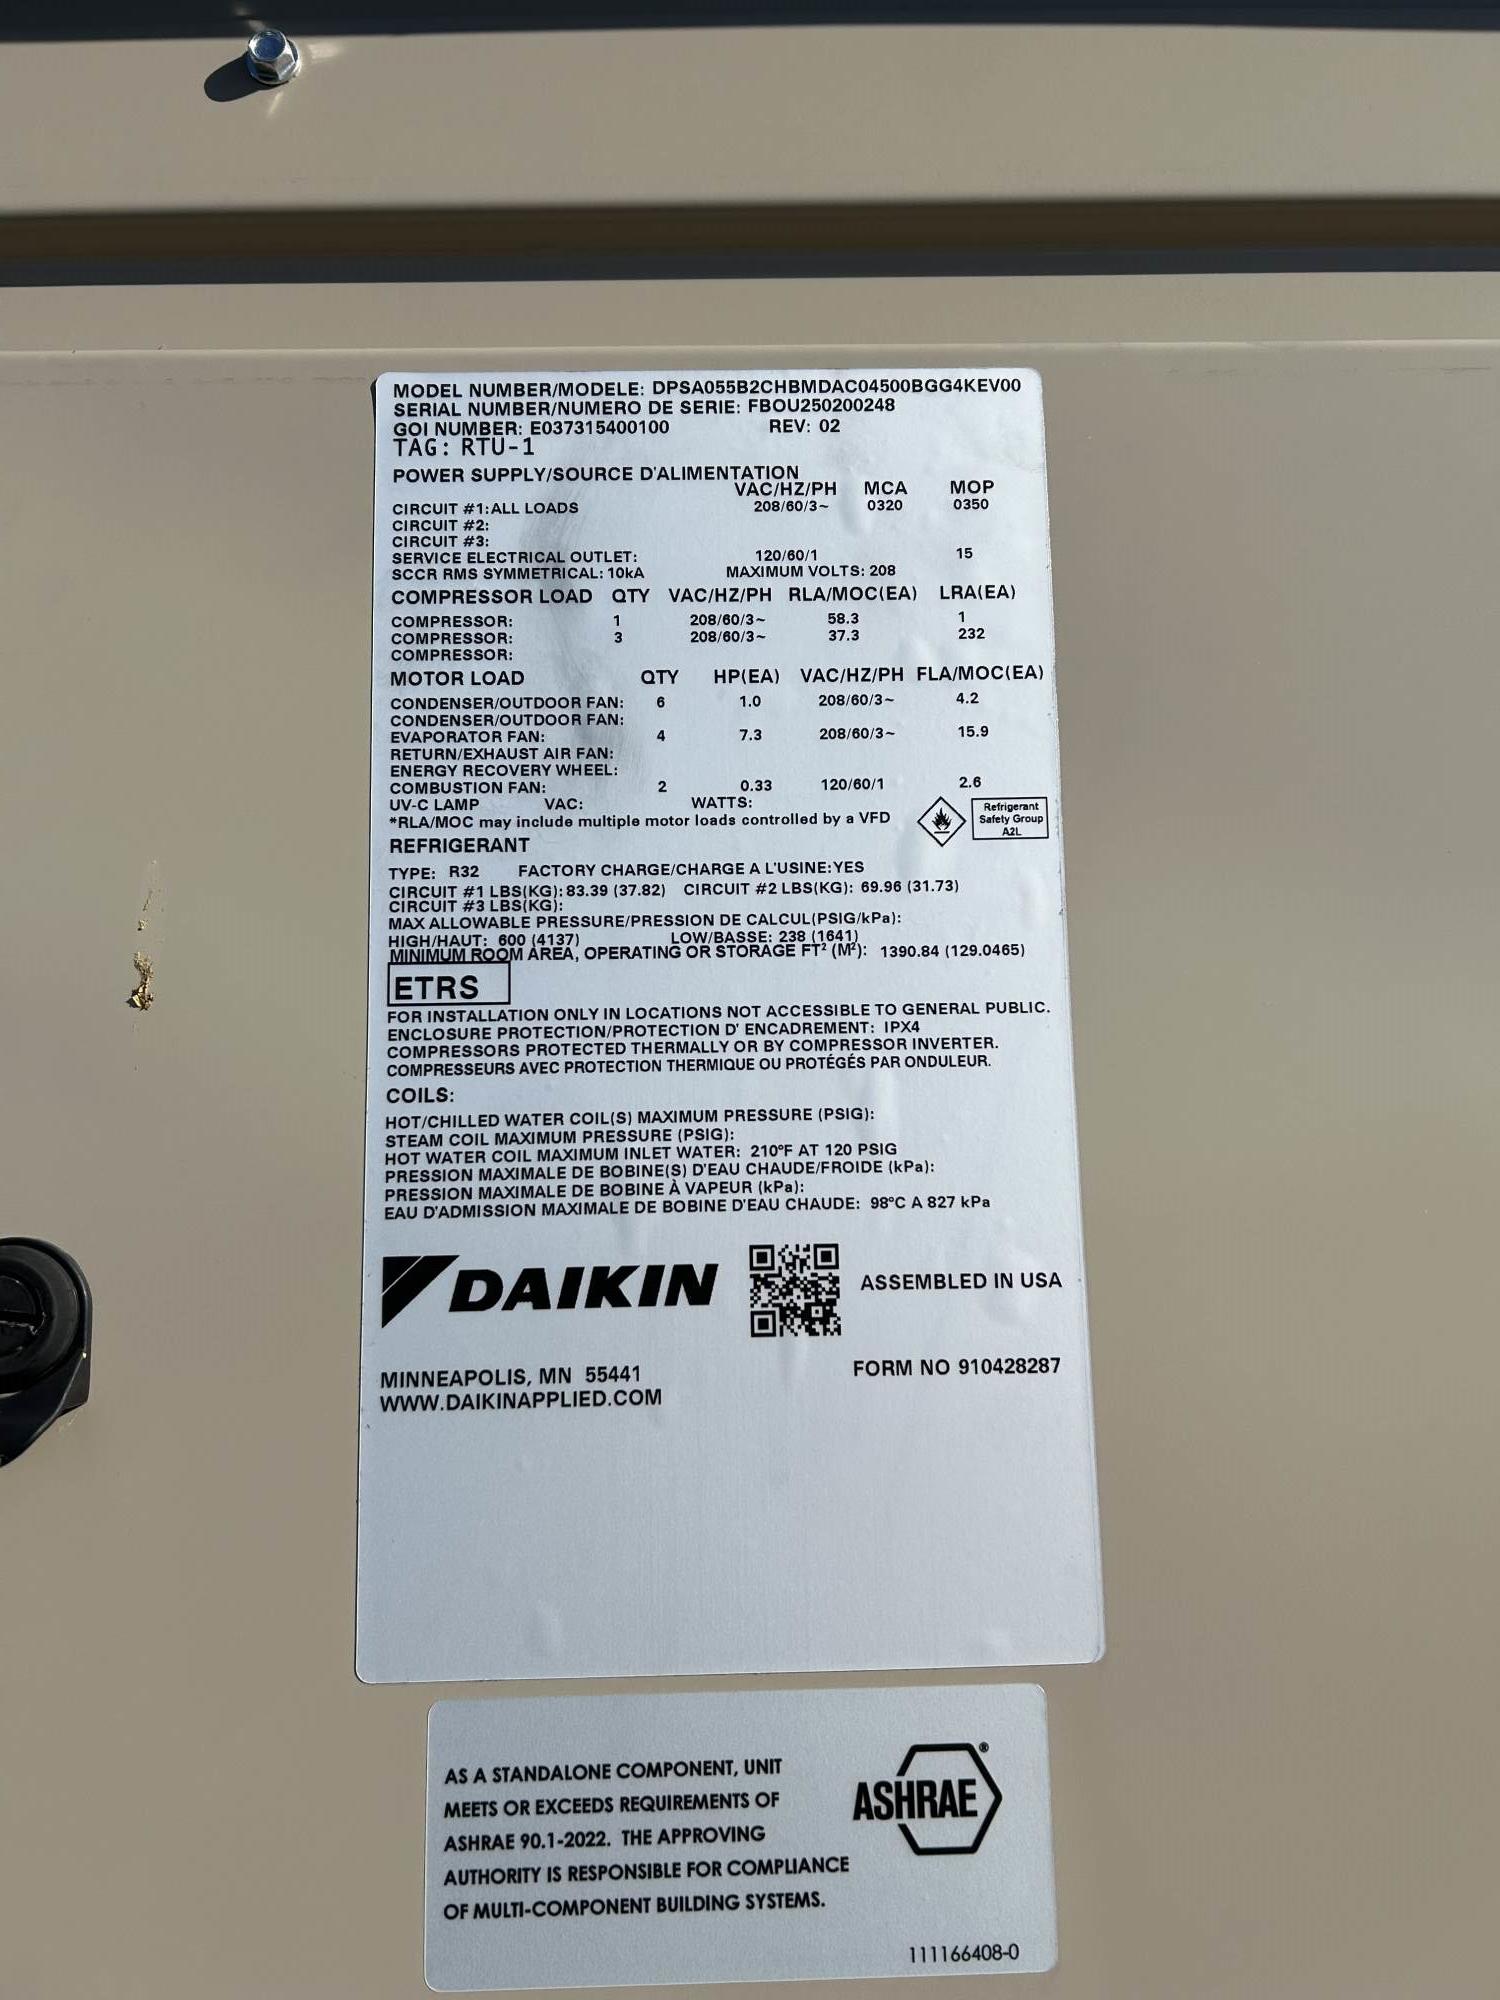 MODEL NUMBER/MODELE: DPSA055B2CHBMDAC04500BGG4KEV00
SERIAL NUMBER/NUMERO DE SERIE: FBOU250200248
GOI NUMBER: E037315400100 REV: 02
TAG: RTU-1
POWER SUPPLY/SOURCE D'ALIMENTATION
VAC/HZ/PH MCA MOP
CIRCUIT #1:ALL LOADS 208/60/3~ 0320 0350
CIRCUIT #2:
CIRCUIT #3:
SERVICE ELECTRICAL OUTLET: 120/60/1 15
SCCR RMS SYMMETRICAL: 10kA MAXIMUM VOLTS: 208
COMPRESSOR LOAD QTY VAC/HZ/PH RLA/MOC(EA) LRA(EA)
COMPRESSOR: 1 208/60/3~ 58.3 1
COMPRESSOR: 3 208/60/3~ 37.3 232
COMPRESSOR:
MOTOR LOAD QTY HP(EA) VAC/HZ/PH FLA/MOC(EA)
CONDENSER/OUTDOOR FAN: 6 1.0 208/60/3~ 4.2
CONDENSER/OUTDOOR FAN:
EVAPORATOR FAN: 4 7.3 208/60/3~ 15.9
RETURN/EXHAUST AIR FAN:
ENERGY RECOVERY WHEEL:
COMBUSTION FAN: 2 0.33 120/60/1 2.6
UV-C LAMP VAC: WATTS:
*RLA/MOC may include multiple motor loads controlled by a VFD
Refrigerant
Safety Group
A2L
REFRIGERANT
TYPE: R32 FACTORY CHARGE/CHARGE A L'USINE:YES
CIRCUIT #1 LBS(KG): 83.39 (37.82) CIRCUIT #2 LBS(KG): 69.96 (31.73)
CIRCUIT #3 LBS(KG):
MAX ALLOWABLE PRESSURE/PRESSION DE CALCUL(PSIG/kPa):
HIGH/HAUT: 600 (4137) LOW/BASSE: 238 (1641)
MINIMUM ROOM AREA, OPERATING OR STORAGE FT² (M²): 1390.84 (129.0465)
ETRS
FOR INSTALLATION ONLY IN LOCATIONS NOT ACCESSIBLE TO GENERAL PUBLIC.
ENCLOSURE PROTECTION/PROTECTION D' ENCADREMENT: IPX4
COMPRESSORS PROTECTED THERMALLY OR BY COMPRESSOR INVERTER.
COMPRESSEURS AVEC PROTECTION THERMIQUE OU PROTÉGÉS PAR ONDULEUR.
COILS:
HOT/CHILLED WATER COIL(S) MAXIMUM PRESSURE (PSIG):
STEAM COIL MAXIMUM PRESSURE (PSIG):
HOT WATER COIL MAXIMUM INLET WATER: 210°F AT 120 PSIG
PRESSION MAXIMALE DE BOBINE(S) D'EAU CHAUDE/FROIDE (kPa):
PRESSION MAXIMALE DE BOBINE À VAPEUR (kPa):
EAU D'ADMISSION MAXIMALE DE BOBINE D'EAU CHAUDE: 98°C A 827 kPa
DAIKIN
ASSEMBLED IN USA
MINNEAPOLIS, MN 55441
FORM NO 910428287
WWW.DAIKINAPPLIED.COM
AS A STANDALONE COMPONENT, UNIT
MEETS OR EXCEEDS REQUIREMENTS OF
ASHRAE 90.1-2022. THE APPROVING
AUTHORITY IS RESPONSIBLE FOR COMPLIANCE
OF MULTI-COMPONENT BUILDING SYSTEMS.
ASHRAE®
111166408-0